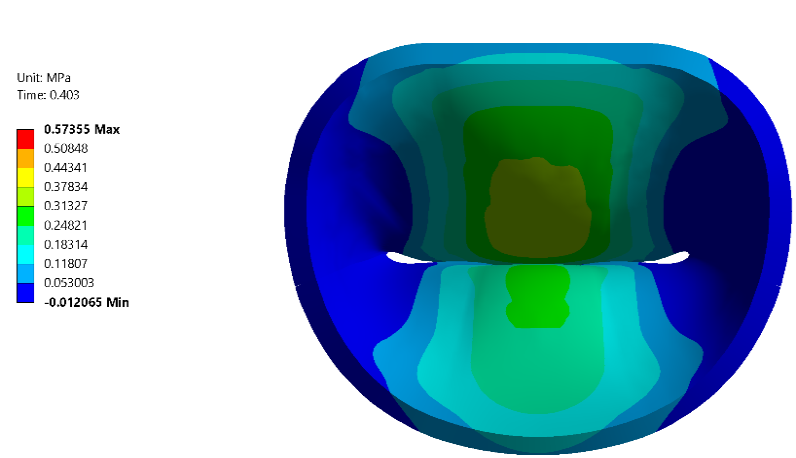 Unit: MPa
Time: 0.403
0.57355 Max
0.50848
0.44341
0.37834
0.31327
0.24821
0.18314
0.11807
0.053003
-0.012065 Min